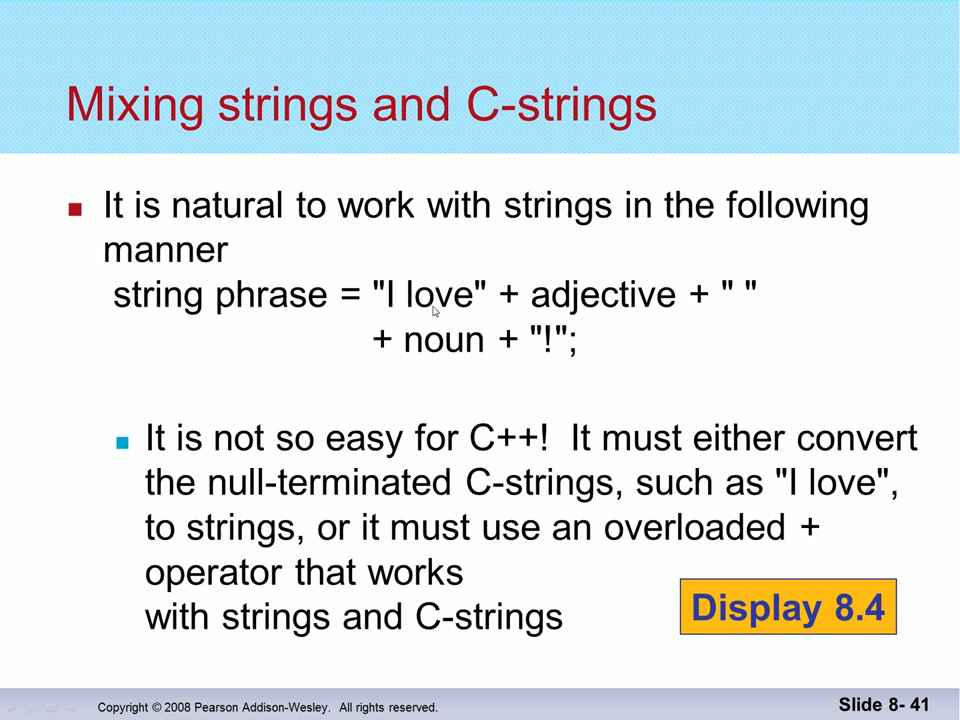 Mixing strings and C-strings
It is natural to work with strings in the following
manner
string phrase = "I love" + adjective + " "
+ noun + "!";
It is not so easy for C++!  It must either convert
the null-terminated C-strings, such as "I love",
to strings, or it must use an overloaded +
operator that works
with strings and C-strings
Display 8.4
Copyright © 2008 Pearson Addison-Wesley.  All rights reserved.
Slide 8- 41